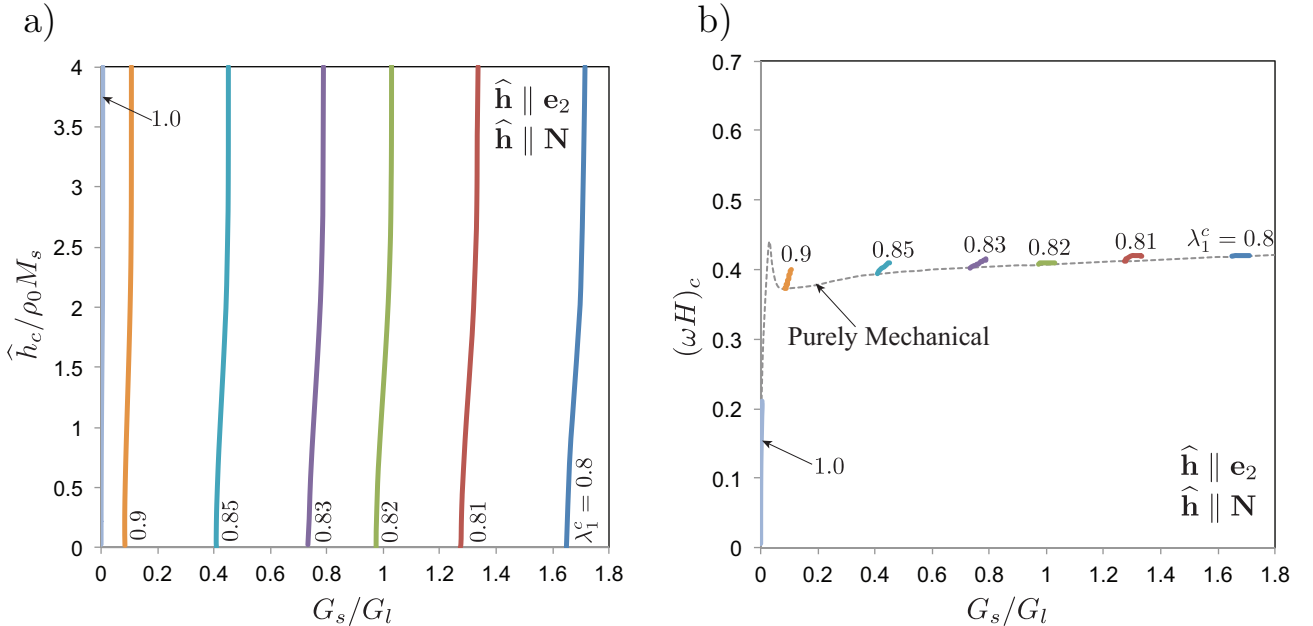 a)
4
3.5
3
2.5
2
1.5
1
0.5
0
ĥ_c/ρ₀M_s
1.0
ĥ ∥ e₂
ĥ ∥ N
0.9
0.85
0.83
0.82
0.81
λ₁ᶜ = 0.8
0 0.2 0.4 0.6 0.8 1 1.2 1.4 1.6 1.8
G_s/G_l
b)
0.7
0.6
0.5
0.4
0.3
0.2
0.1
0
(ωH)_c
0.9
0.85
0.83
0.82
0.81
λ₁ᶜ = 0.8
Purely Mechanical
1.0
ĥ ∥ e₂
ĥ ∥ N
0 0.2 0.4 0.6 0.8 1 1.2 1.4 1.6 1.8
G_s/G_l